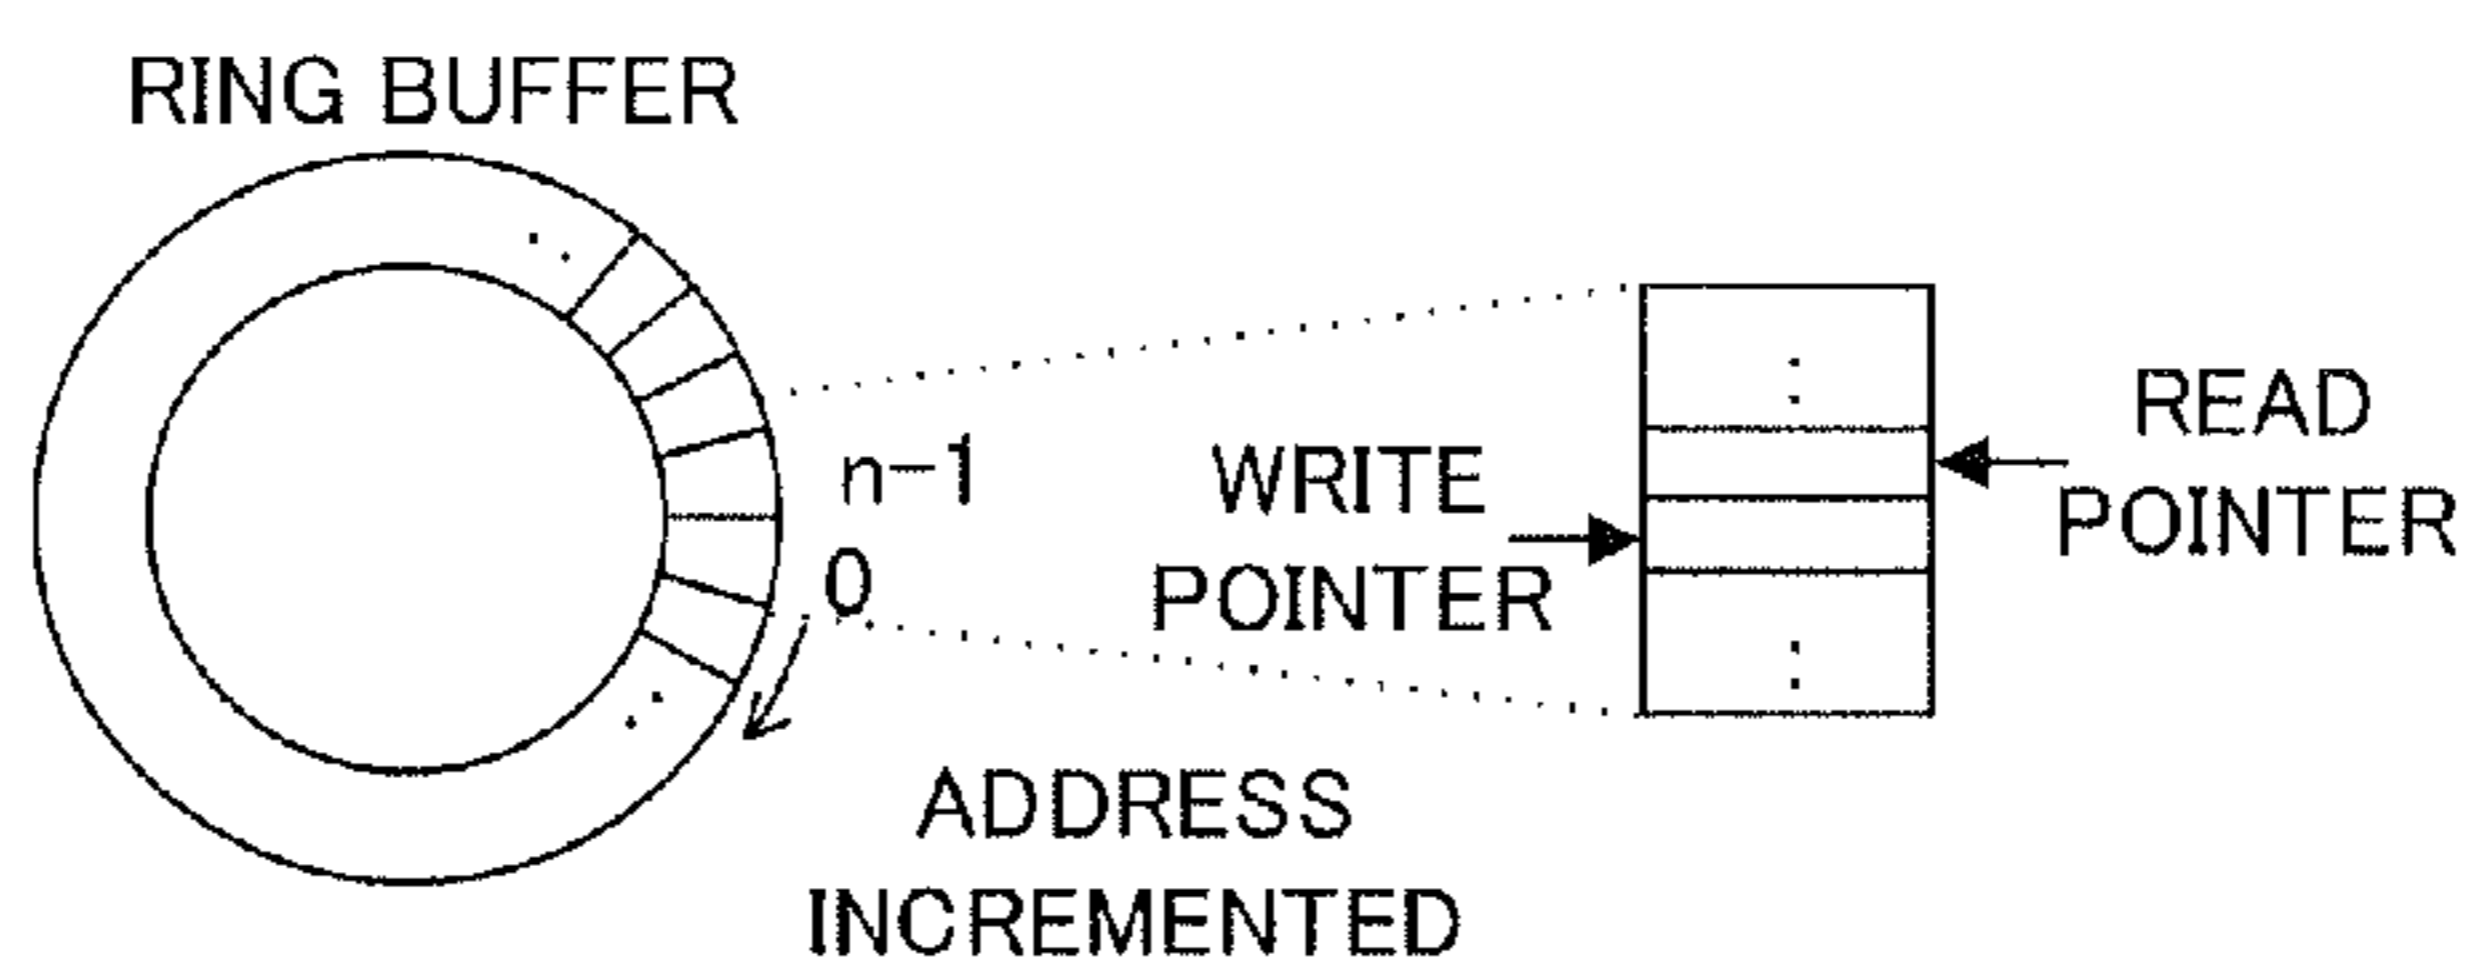 RING BUFFER
n-1
0
WRITE
POINTER
READ
POINTER
ADDRESS
INCREMENTED